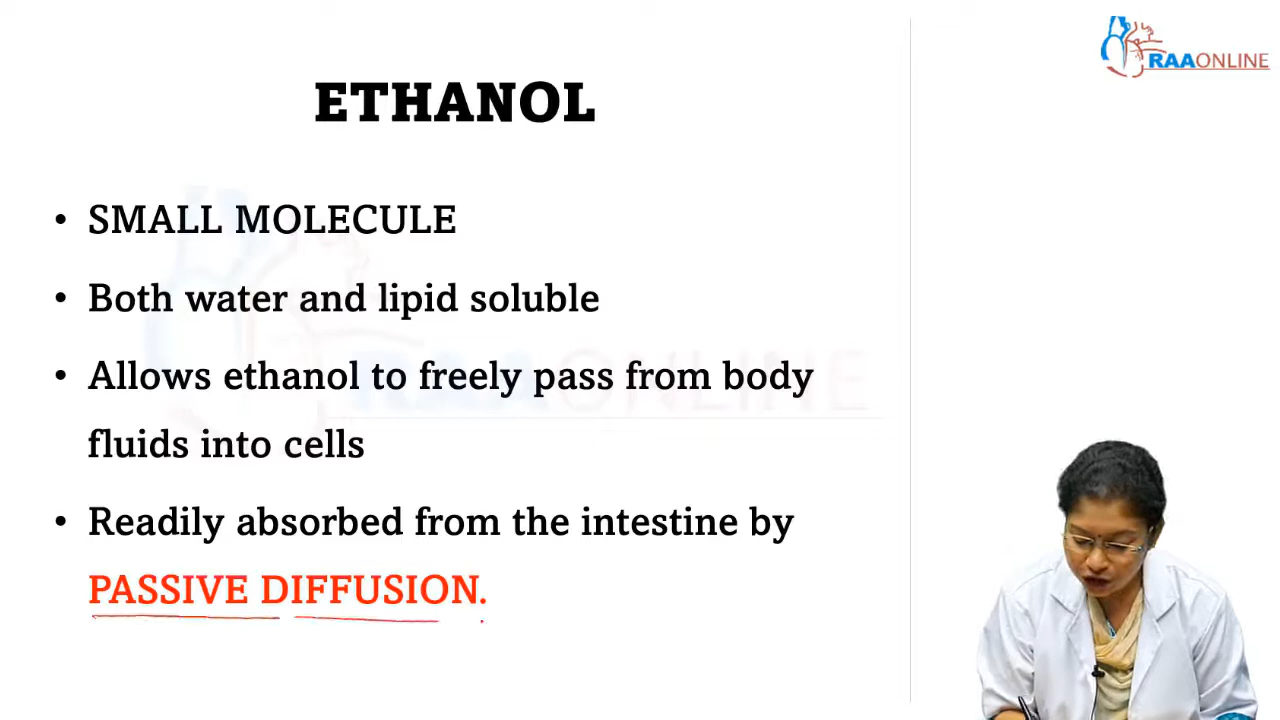 RAAONLINE
ETHANOL
• SMALL MOLECULE
• Both water and lipid soluble
• Allows ethanol to freely pass from body
fluids into cells
• Readily absorbed from the intestine by
PASSIVE DIFFUSION.
RAAONLINE